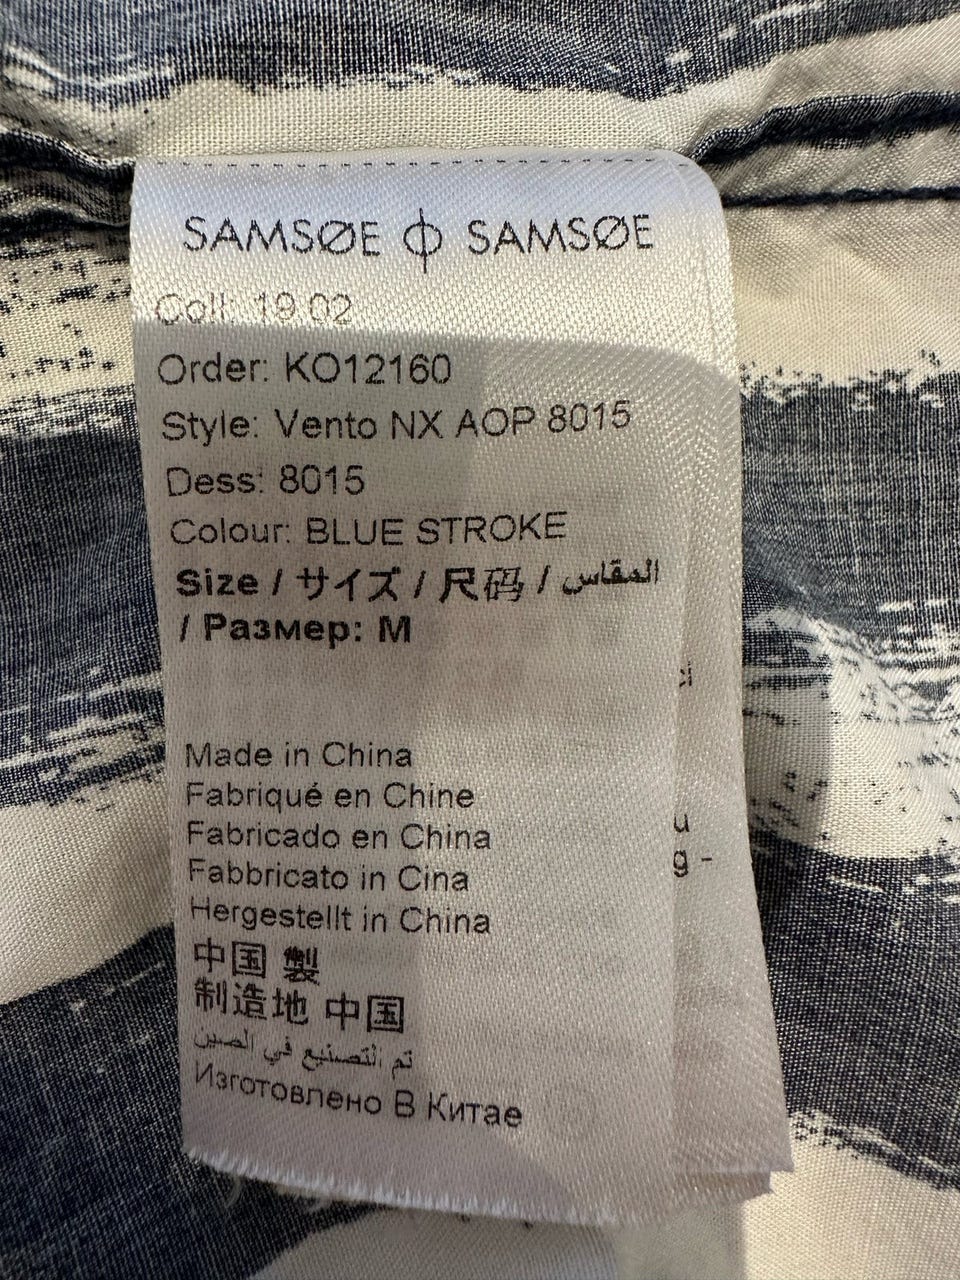 SAMSØE ϕ SAMSØE
Coll: 19.02
Order: KO12160
Style: Vento NX AOP 8015
Dess: 8015
Colour: BLUE STROKE
Size / サイズ / 尺码 / المقاس
/ Размер: M
Made in China
Fabriqué en Chine
Fabricado en China
Fabbricato in Cina
Hergestellt in China
中国 製
制造地 中国
تم التصنيع في الصين
Изготовлено В Китае